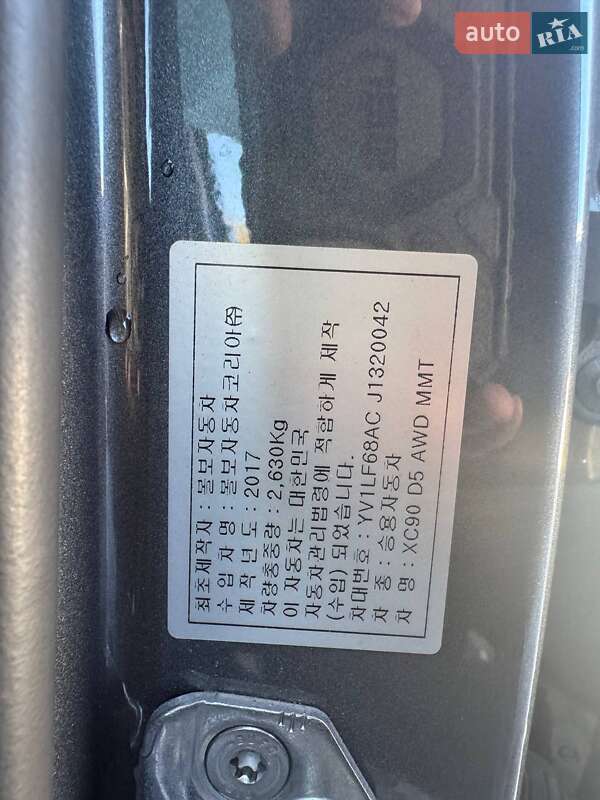 auto RIA.com
최초제작자 : 볼보자동차
수 입 자 명 : 볼보자동차코리아㈜
제 작 년 도 : 2017
차량총중량 : 2,630Kg
이 자동차는 대한민국
자동차관리법령에 적합하게 제작
(수입) 되었습니다.
차대번호 : YV1LF68AC J1320042
차 종 : 승용자동차
차 명 : XC90 D5 AWD MMT